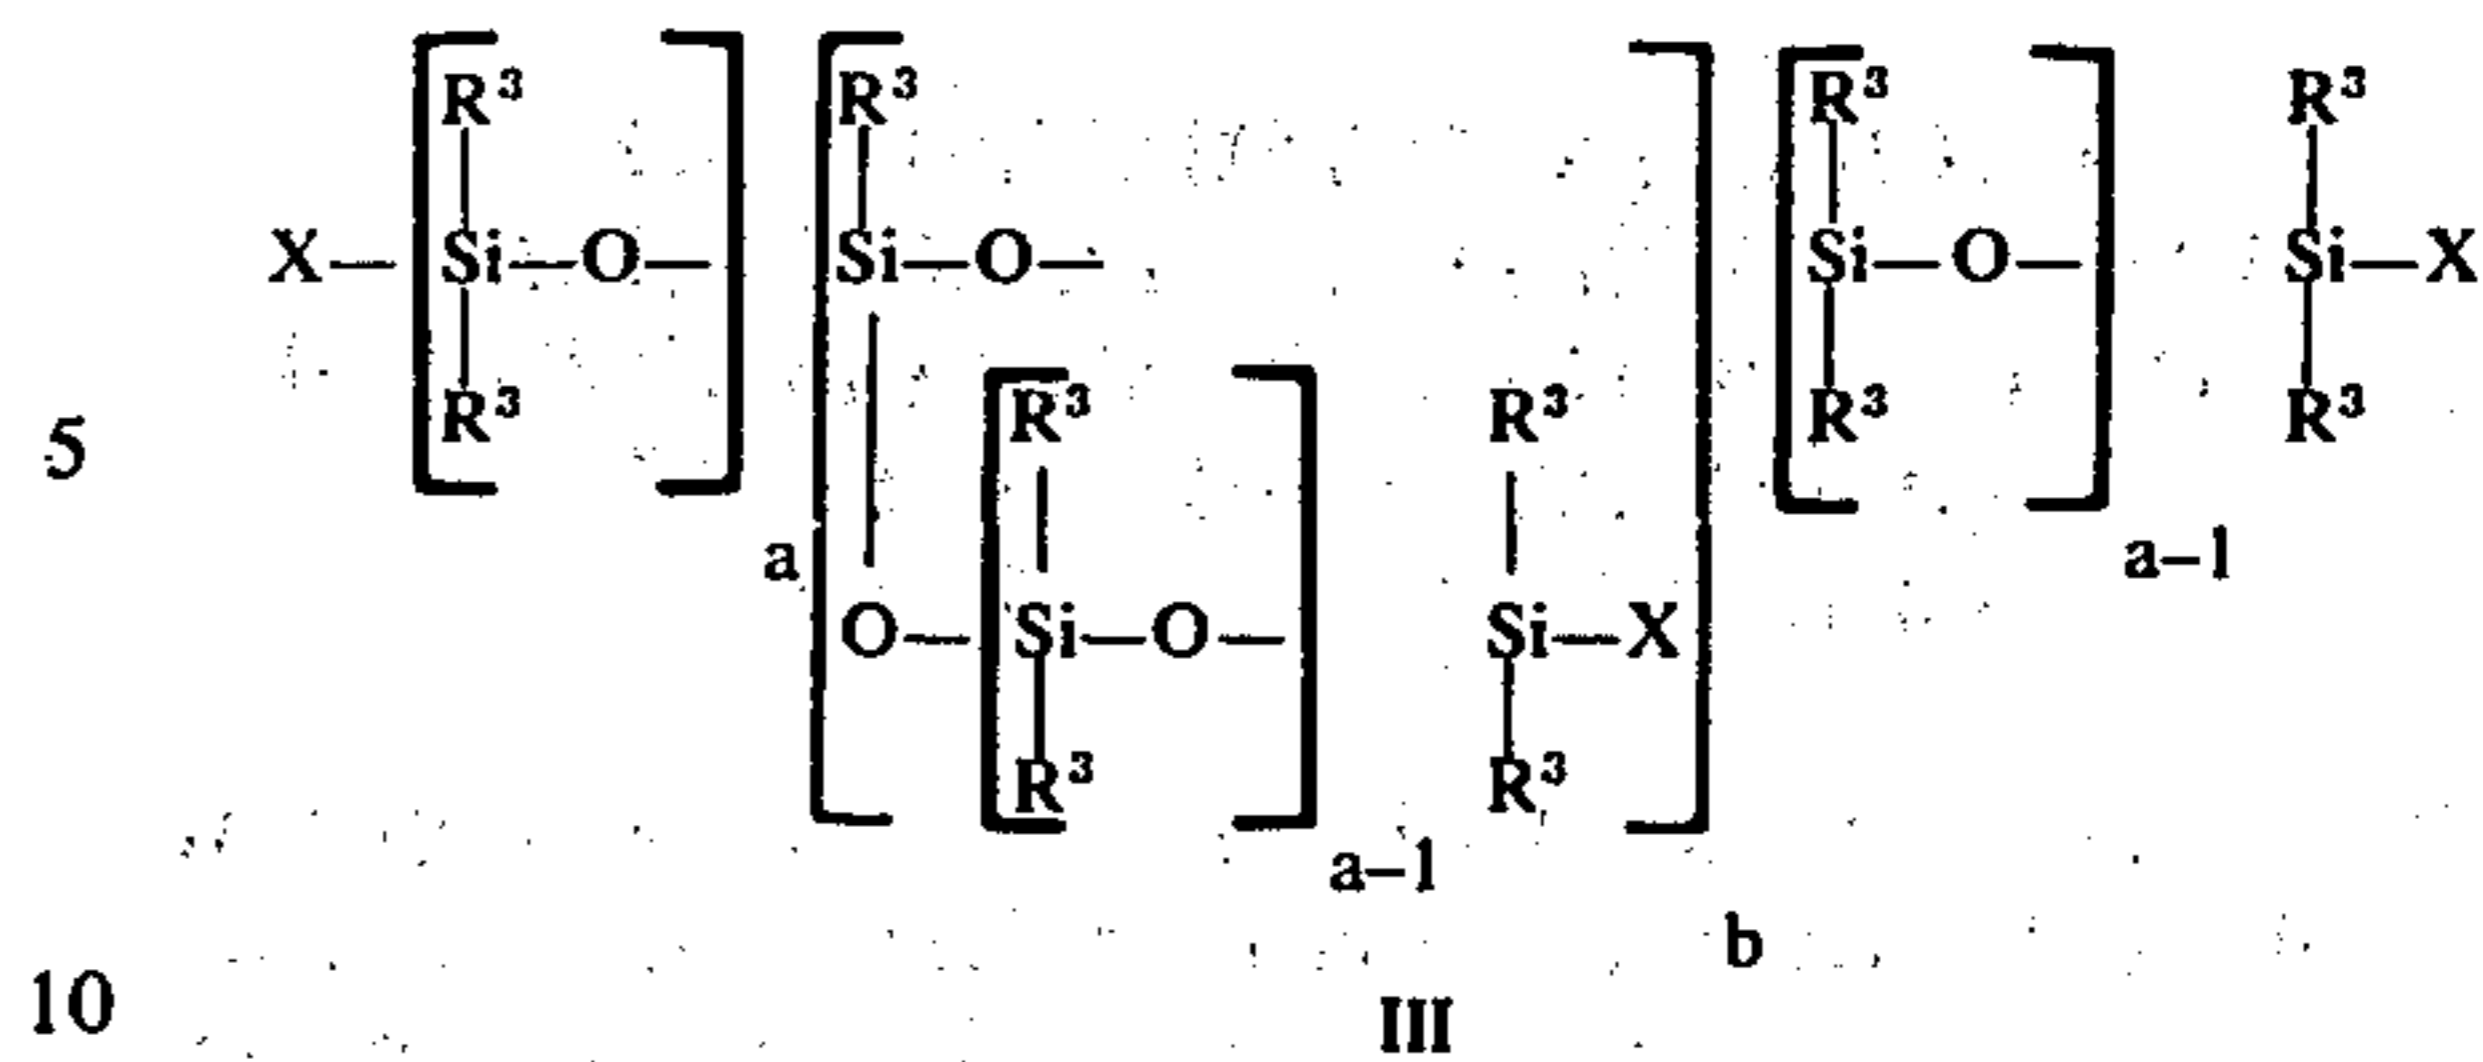 R³ R³ R³ R³
X—Si—O— Si—O— Si—O— Si—X
R³ R³ R³ R³ R³ R³
5
a a–1
O—Si—O— Si—X
R³ R³
a–1
b
10
III